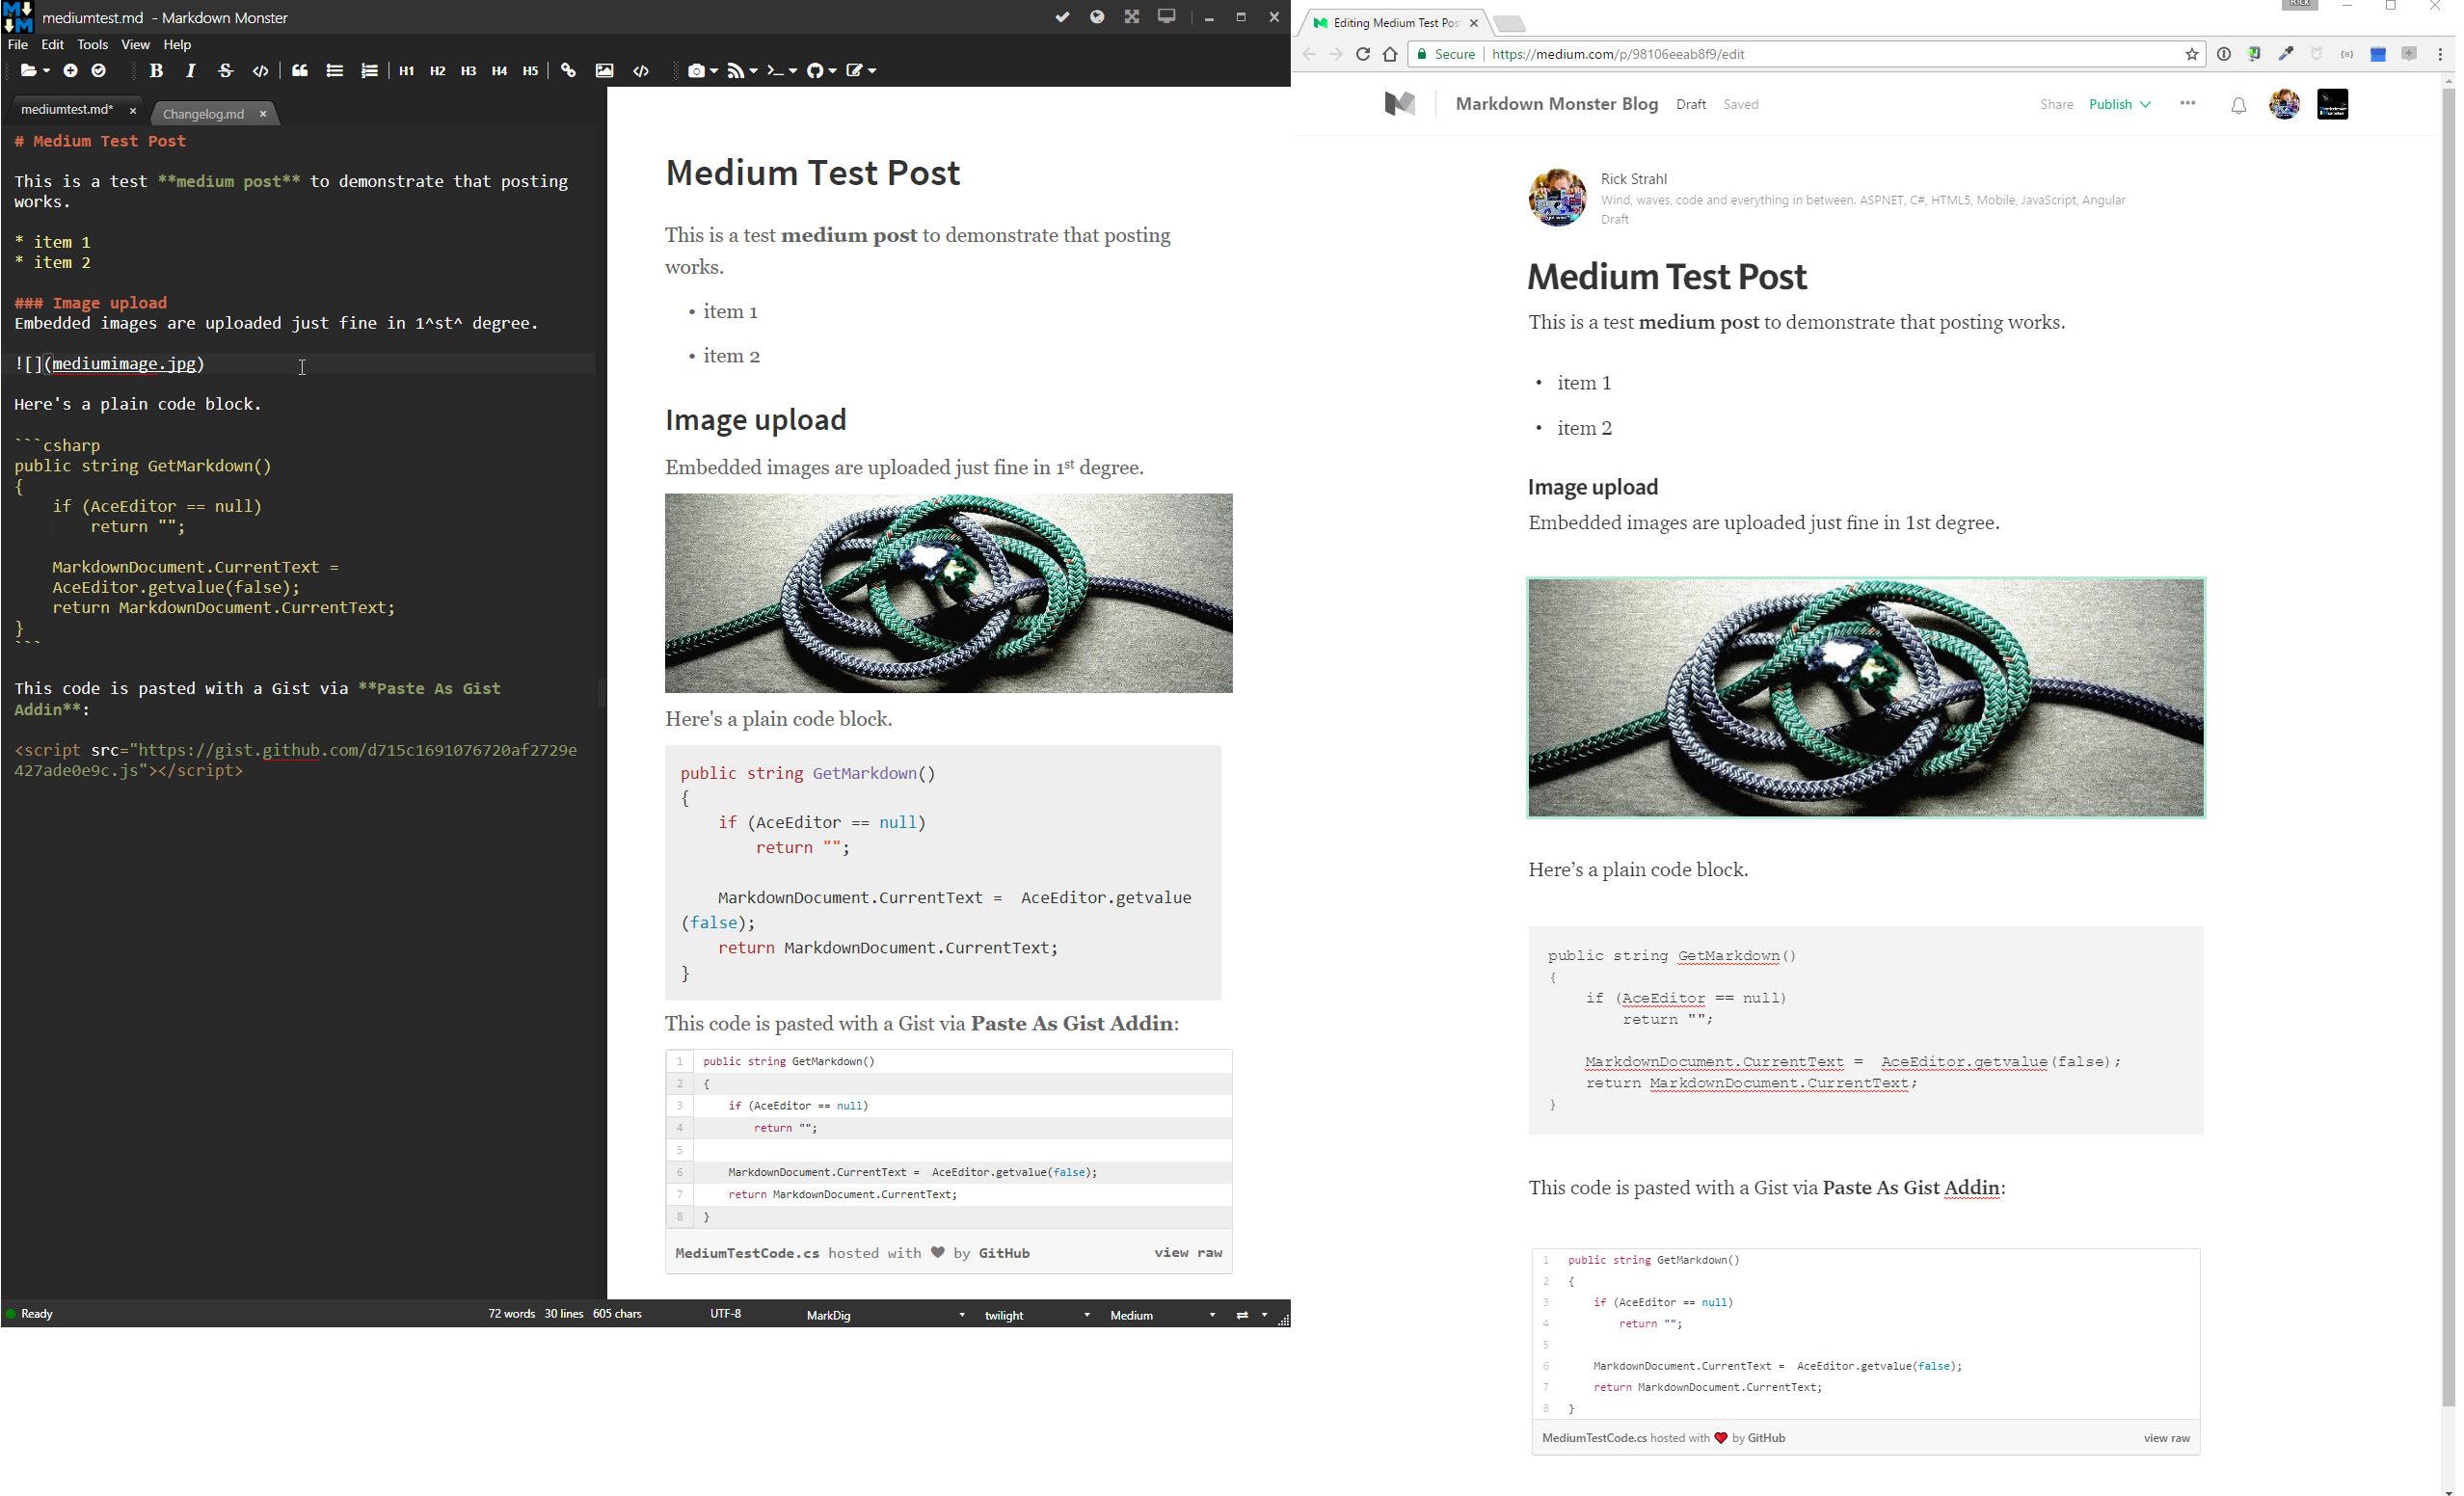 mediumtest.md - Markdown Monster
File Edit Tools View Help
B I S </> H1 H2 H3 H4 H5 </>
mediumtest.md* × Changelog.md ×
# Medium Test Post
This is a test **medium post** to demonstrate that posting
works.
* item 1
* item 2
### Image upload
Embedded images are uploaded just fine in 1^st^ degree.
![](mediumimage.jpg)
Here's a plain code block.
```csharp
public string GetMarkdown()
{
    if (AceEditor == null)
        return "";
    MarkdownDocument.CurrentText =
    AceEditor.getvalue(false);
    return MarkdownDocument.CurrentText;
}
```
This code is pasted with a Gist via **Paste As Gist
Addin**:
<script src="https://gist.github.com/d715c1691076720af2729e
427ade0e9c.js"></script>
Ready 72 words 30 lines 605 chars UTF-8 MarkDig twilight Medium
Medium Test Post
This is a test medium post to demonstrate that posting
works.
• item 1
• item 2
Image upload
Embedded images are uploaded just fine in 1st degree.
Here's a plain code block.
public string GetMarkdown()
{
    if (AceEditor == null)
        return "";
    MarkdownDocument.CurrentText =  AceEditor.getvalue
(false);
    return MarkdownDocument.CurrentText;
}
This code is pasted with a Gist via Paste As Gist Addin:
1 public string GetMarkdown()
2 {
3     if (AceEditor == null)
4         return "";
5
6     MarkdownDocument.CurrentText =  AceEditor.getvalue(false);
7     return MarkdownDocument.CurrentText;
8 }
MediumTestCode.cs hosted with ❤ by GitHub view raw
Rick
Editing Medium Test Pos ×
Secure https://medium.com/p/98106eeab8f9/edit
Markdown Monster Blog Draft Saved Share Publish
Rick Strahl
Wind, waves, code and everything in between. ASPNET, C#, HTML5, Mobile, JavaScript, Angular
Draft
Medium Test Post
This is a test medium post to demonstrate that posting works.
• item 1
• item 2
Image upload
Embedded images are uploaded just fine in 1st degree.
Here’s a plain code block.
public string GetMarkdown()
{
    if (AceEditor == null)
        return "";
    MarkdownDocument.CurrentText =  AceEditor.getvalue(false);
    return MarkdownDocument.CurrentText;
}
This code is pasted with a Gist via Paste As Gist Addin:
1 public string GetMarkdown()
2 {
3     if (AceEditor == null)
4         return "";
5
6     MarkdownDocument.CurrentText =  AceEditor.getvalue(false);
7     return MarkdownDocument.CurrentText;
8 }
MediumTestCode.cs hosted with ❤ by GitHub view raw